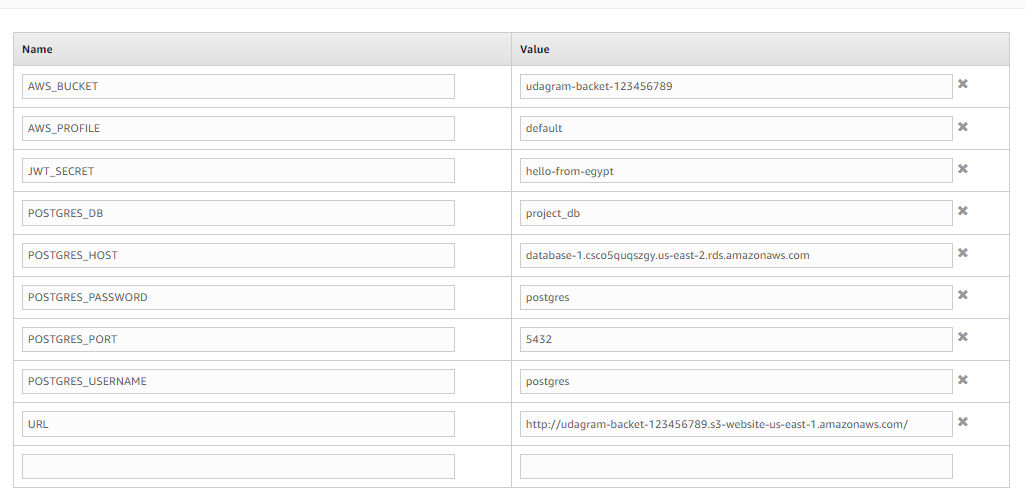 Name Value
AWS_BUCKET udagram-backet-123456789
AWS_PROFILE default
JWT_SECRET hello-from-egypt
POSTGRES_DB project_db
POSTGRES_HOST database-1.csco5quqszgy.us-east-2.rds.amazonaws.com
POSTGRES_PASSWORD postgres
POSTGRES_PORT 5432
POSTGRES_USERNAME postgres
URL http://udagram-backet-123456789.s3-website-us-east-1.amazonaws.com/